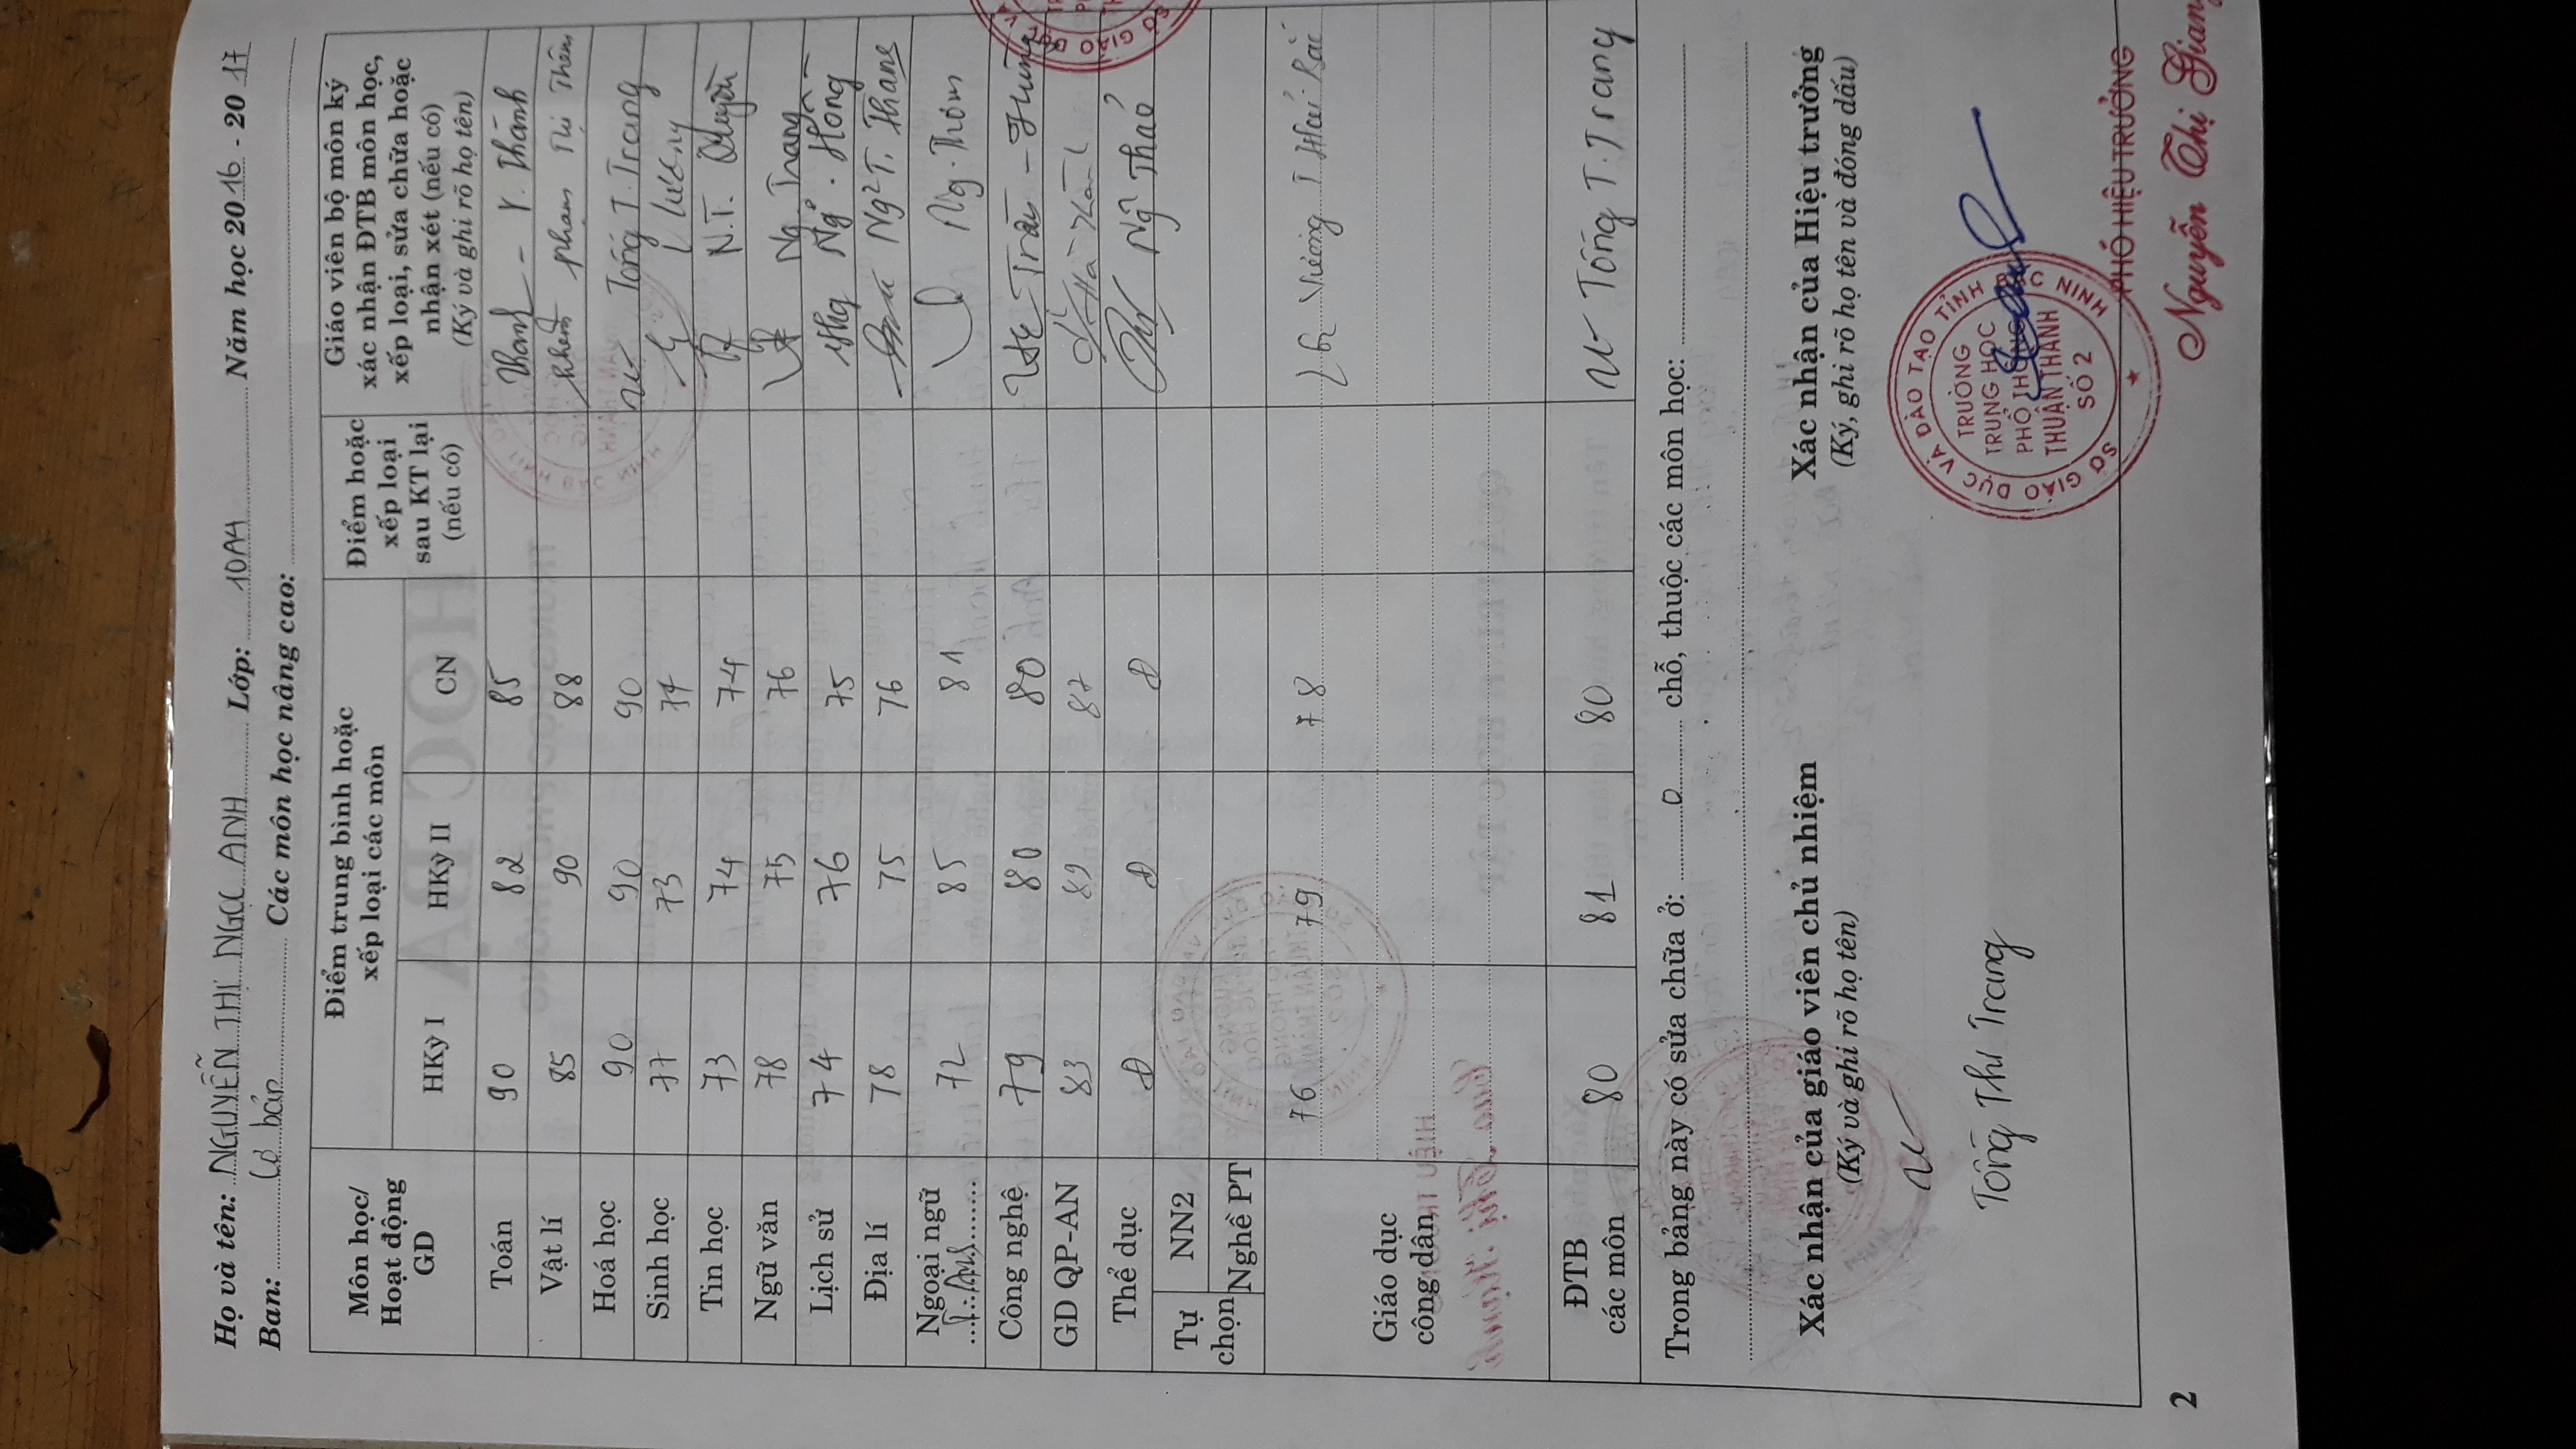 Họ và tên: NGUYỄN THỊ NGỌC ANH Lớp: 10A4 Năm học 2016 - 2017
Ban: Cơ bản Các môn học nâng cao:
Môn học/ Hoạt động GD
Điểm trung bình hoặc xếp loại các môn
HKỳ I HKỳ II CN
Điểm hoặc xếp loại sau KT lại (nếu có)
Giáo viên bộ môn ký xác nhận ĐTB môn học, xếp loại, sửa chữa hoặc nhận xét (nếu có)
(Ký và ghi rõ họ tên)
Toán 90 82 85 Thanh T. Thành
Vật lí 85 90 88 Phạm Thị Thêm
Hoá học 90 90 90 Tống T. Trang
Sinh học 77 73 74
Tin học 73 74 74 N.T.
Ngữ văn 78 75 76 Ng Trang
Lịch sử 74 76 75 Ng Hồng
Địa lí 78 75 76
Ngoại ngữ T.Anh 72 85 81 Ng. Thơm
Công nghệ 79 80 80 Trần
GD QP-AN 83 89 87 Hà
Thể dục Đ Đ Đ Thảo
Tự chọn
NN2
Nghề PT
Giáo dục công dân 76 79 78 Vương T Hải
ĐTB các môn 80 81 80 Tống T. Trang
Trong bảng này có sửa chữa ở: 0 chỗ, thuộc các môn học:
Xác nhận của giáo viên chủ nhiệm
(Ký và ghi rõ họ tên)
Tống Thị Trang
Xác nhận của Hiệu trưởng
(Ký, ghi rõ họ tên và đóng dấu)
SỞ GIÁO DỤC VÀ ĐÀO TẠO TỈNH BẮC NINH
TRƯỜNG
TRUNG HỌC
PHỔ THÔNG
THUẬN THÀNH
SỐ 2
PHÓ HIỆU TRƯỞNG
Nguyễn Thị Giang
2